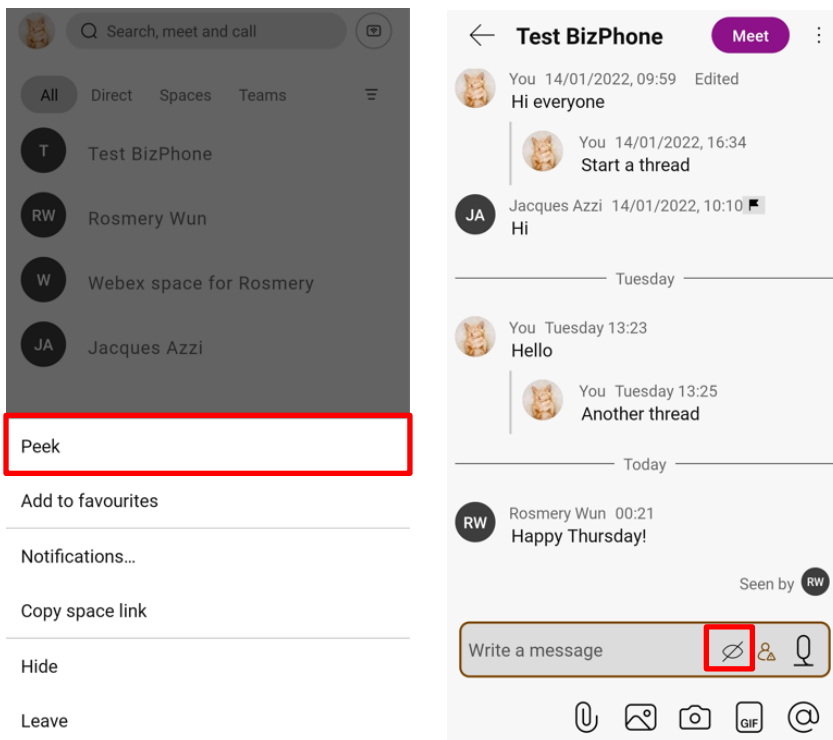 Search, meet and call
All Direct Spaces Teams
T Test BizPhone
RW Rosmery Wun
W Webex space for Rosmery
JA Jacques Azzi
Peek
Add to favourites
Notifications...
Copy space link
Hide
Leave
Test BizPhone Meet
You 14/01/2022, 09:59 Edited
Hi everyone
You 14/01/2022, 16:34
Start a thread
JA Jacques Azzi 14/01/2022, 10:10
Hi
Tuesday
You Tuesday 13:23
Hello
You Tuesday 13:25
Another thread
Today
RW Rosmery Wun 00:21
Happy Thursday!
Seen by RW
Write a message
GIF @